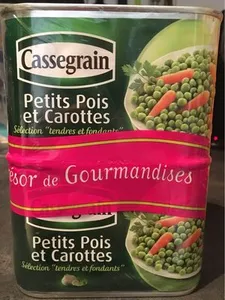 Cassegrain
Petits Pois
et Carottes
Sélection "tendres et fondants"
ésor de Gourmandises
Cassegrain
Petits Pois
et Carottes
Sélection "tendres et fondants"